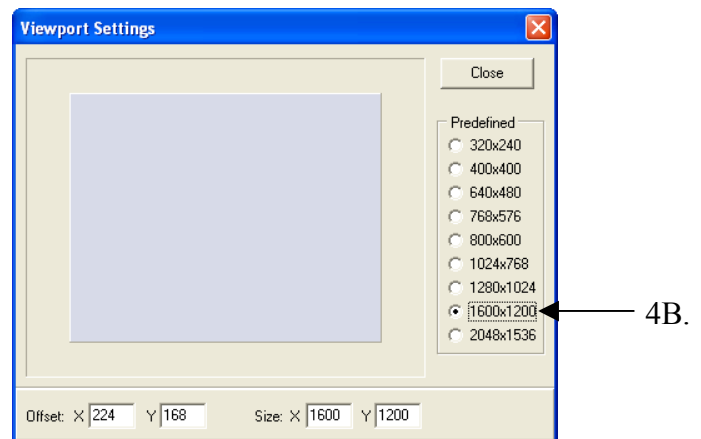 Viewport Settings
Close
Predefined
320x240
400x400
640x480
768x576
800x600
1024x768
1280x1024
1600x1200
2048x1536
4B.
Offset: X 224 Y 168 Size: X 1600 Y 1200